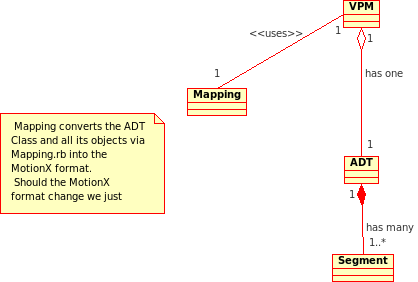 VPM
<<uses>>
1
1
1
Mapping
has one
Mapping converts the ADT
Class and all its objects via
Mapping.rb into the
MotionX format.
Should the MotionX
format change we just
1
ADT
1
has many
1..*
Segment